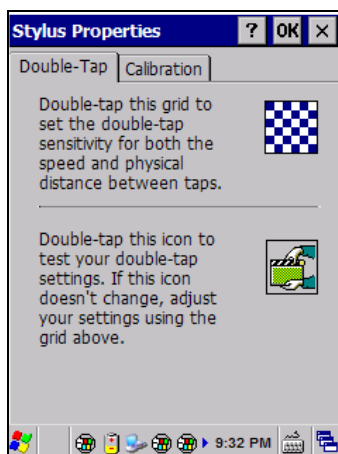 Stylus Properties ? OK ×
Double-Tap Calibration
Double-tap this grid to
set the double-tap
sensitivity for both the
speed and physical
distance between taps.
Double-tap this icon to
test your double-tap
settings. If this icon
doesn't change, adjust
your settings using the
grid above.
9:32 PM